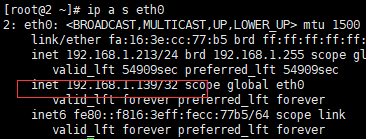 [root@2 ~]# ip a s eth0
2: eth0: <BROADCAST,MULTICAST,UP,LOWER_UP> mtu 1500
link/ether fa:16:3e:cc:77:b5 brd ff:ff:ff:ff:ff
inet 192.168.1.213/24 brd 192.168.1.255 scope gl
valid_lft 54909sec preferred_lft 54909sec
inet 192.168.1.139/32 scope global eth0
valid_lft forever preferred_lft forever
inet6 fe80::f816:3eff:fecc:77b5/64 scope link
valid_lft forever preferred_lft forever